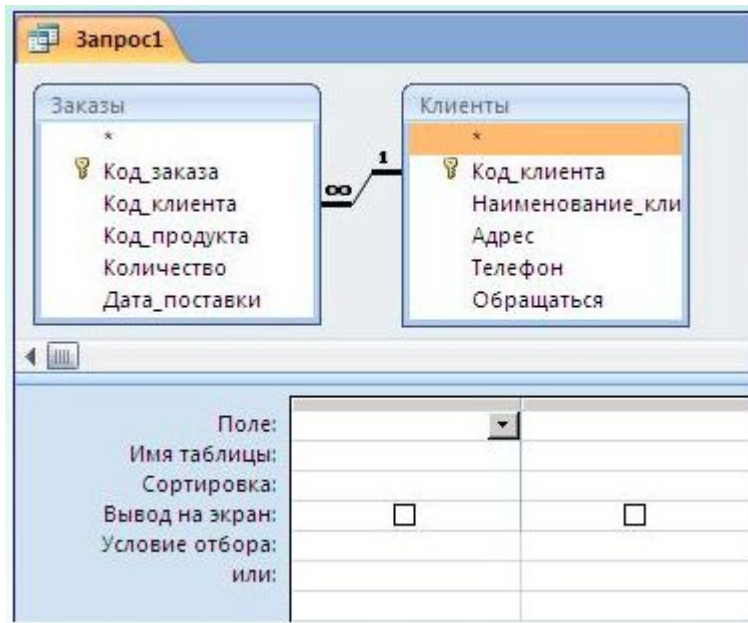 Запрос1
Заказы
*
Код_заказа
Код_клиента
Код_продукта
Количество
Дата_поставки
∞
1
Клиенты
*
Код_клиента
Наименование_кли
Адрес
Телефон
Обращаться
Поле:
Имя таблицы:
Сортировка:
Вывод на экран:
Условие отбора:
или: